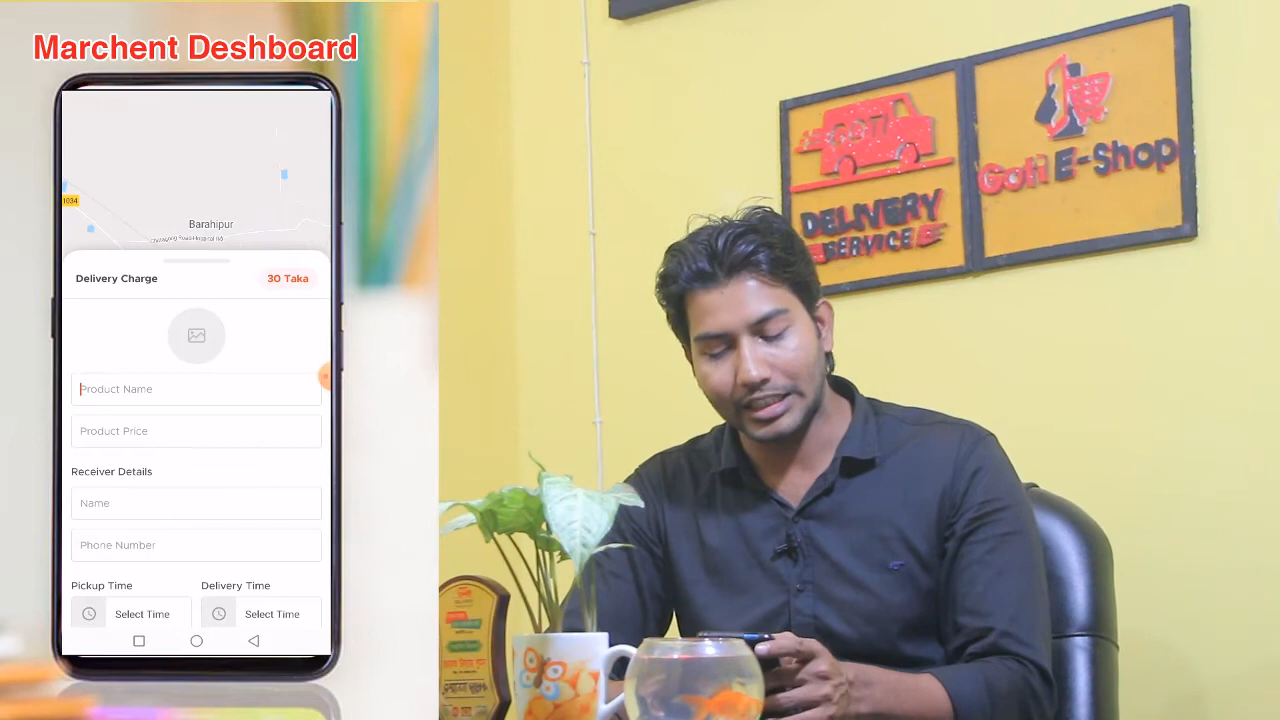 Marchent Deshboard
1034
Barahipur
Delivery Charge
30 Taka
Product Name
Product Price
Receiver Details
Name
Phone Number
Pickup Time
Delivery Time
Select Time
Select Time
GOTI
DELIVERY
SERVICE
Goti E-Shop